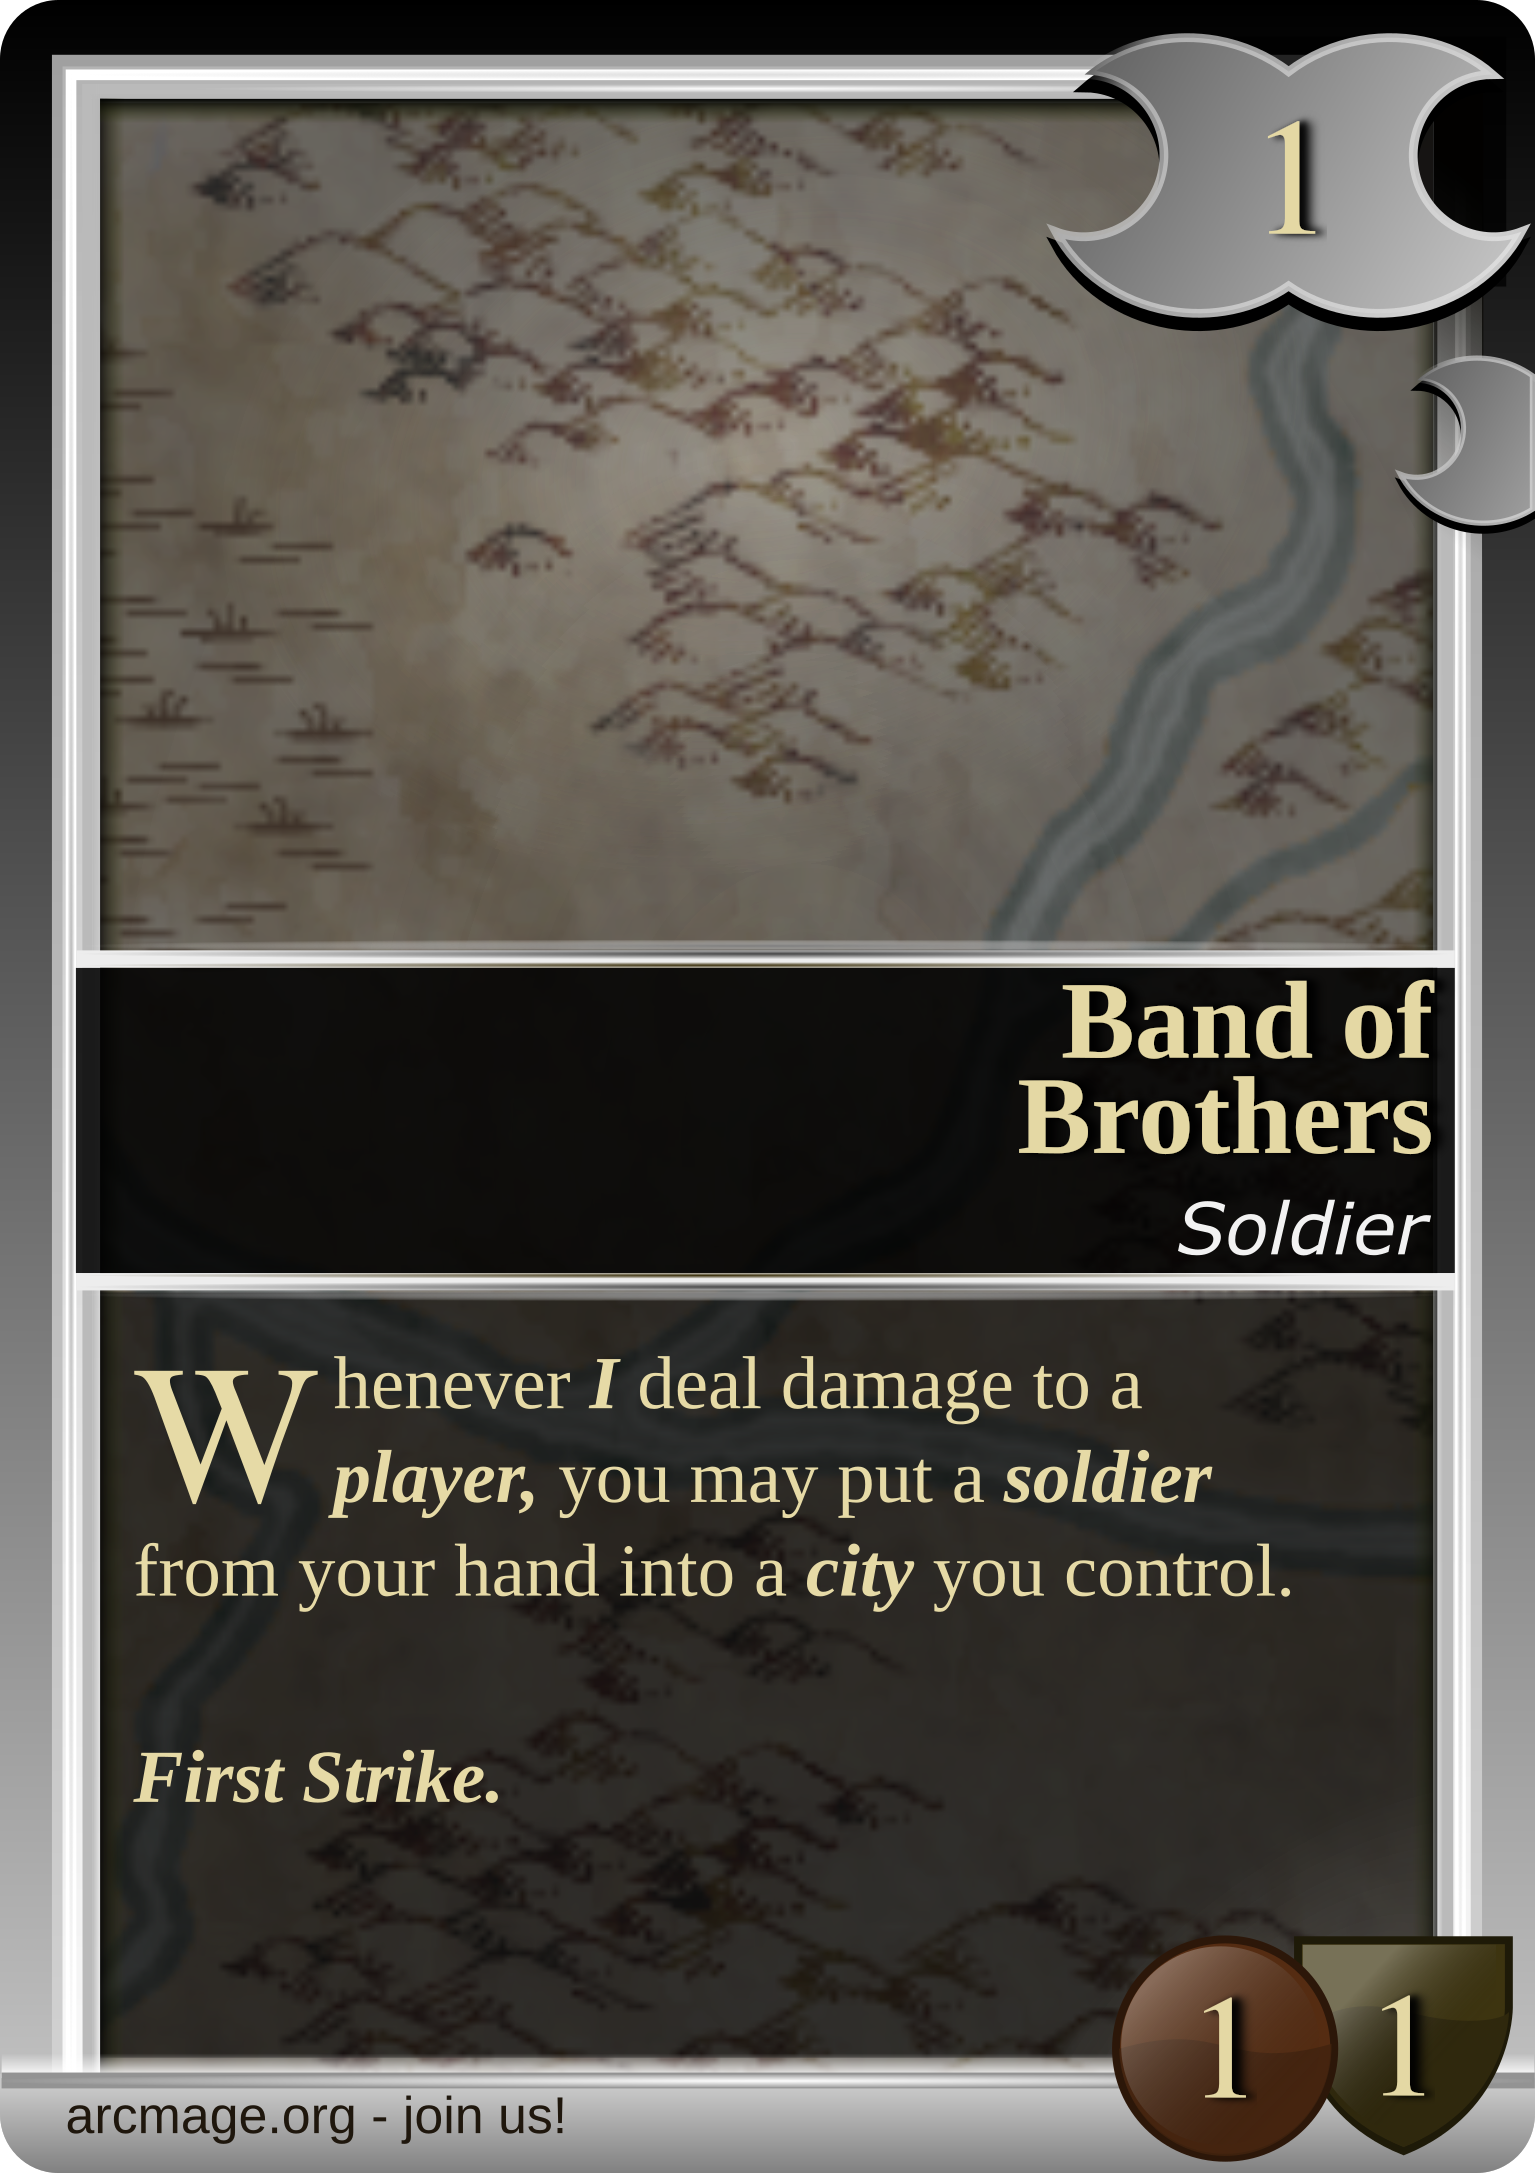 1
Band of
Brothers
Soldier
Whenever I deal damage to a
player, you may put a soldier
from your hand into a city you control.
First Strike.
1 1
arcmage.org - join us!